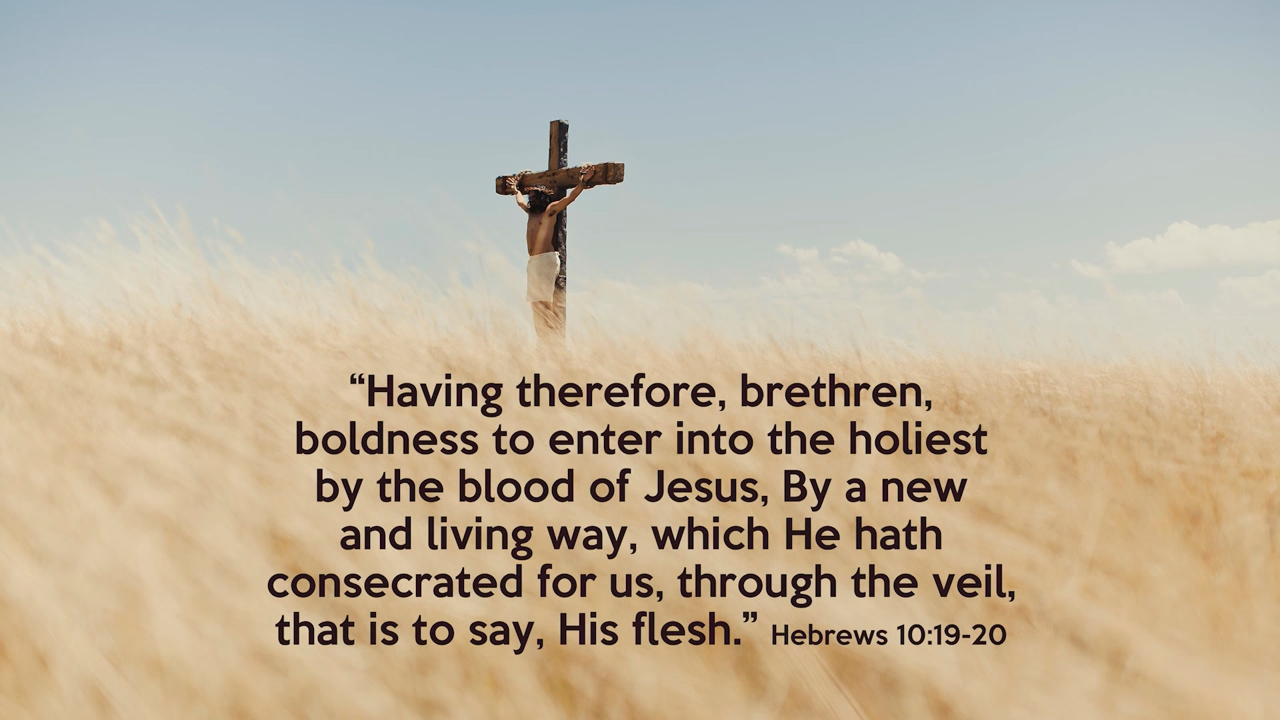 “Having therefore, brethren,
boldness to enter into the holiest
by the blood of Jesus, By a new
and living way, which He hath
consecrated for us, through the veil,
that is to say, His flesh.” Hebrews 10:19-20